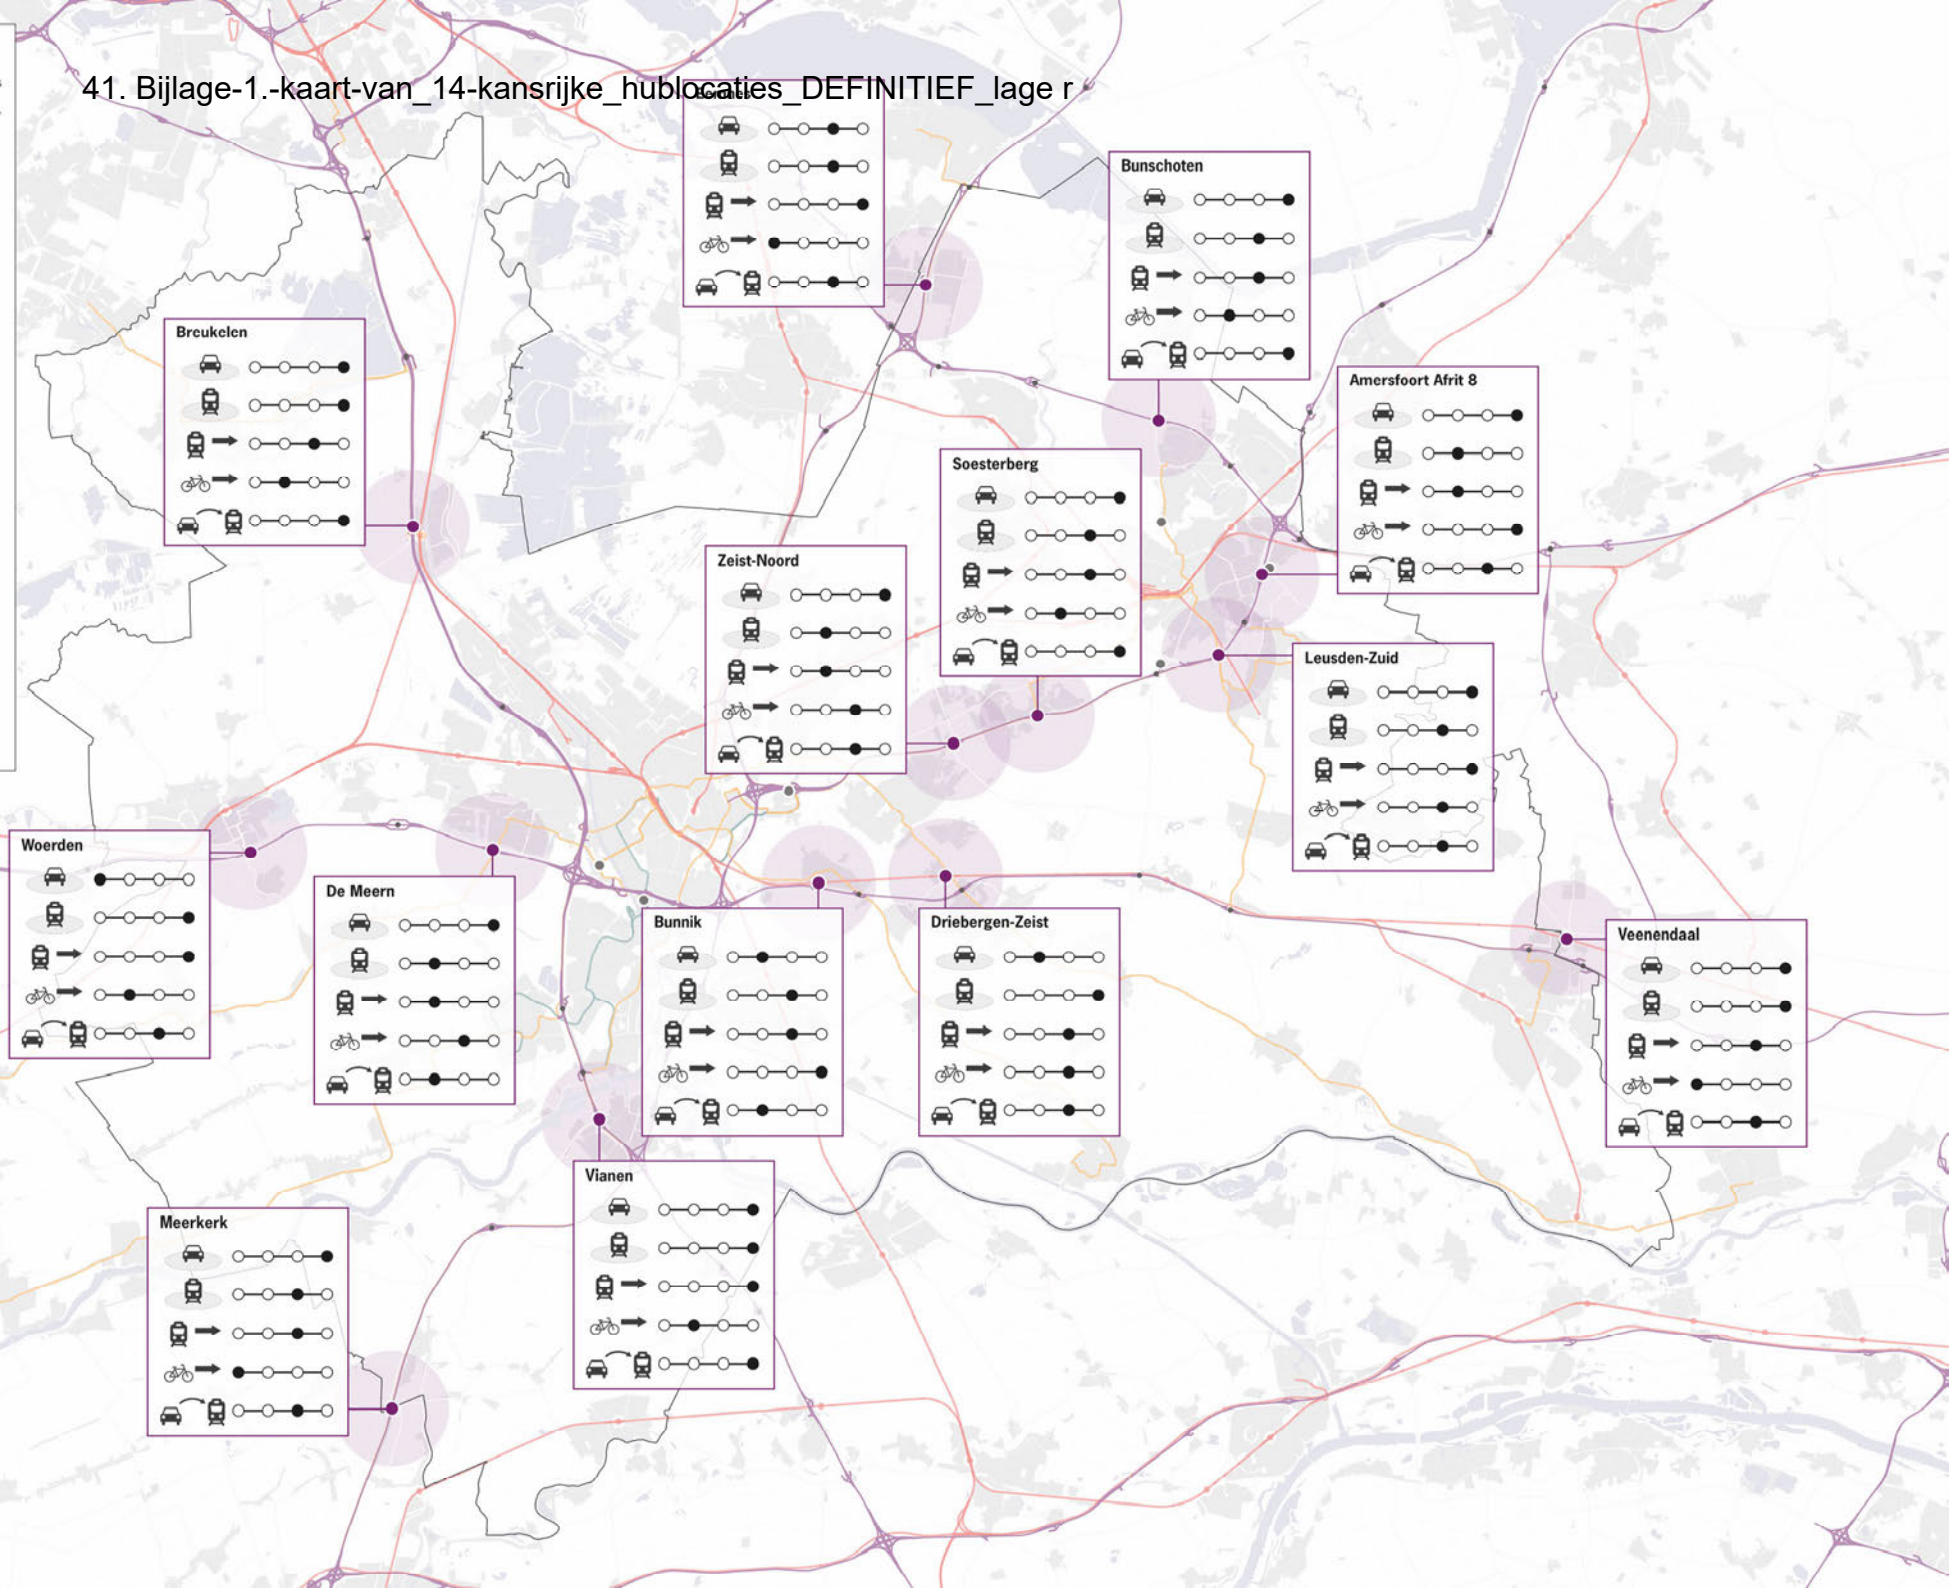 41. Bijlage-1.-kaart-van_14-kansrijke_hublocaties_DEFINITIEF_lage r
Bunschoten
Breukelen
Amersfoort Afrit 8
Soesterberg
Zeist-Noord
Leusden-Zuid
Woerden
De Meern
Bunnik
Driebergen-Zeist
Veenendaal
Vianen
Meerkerk